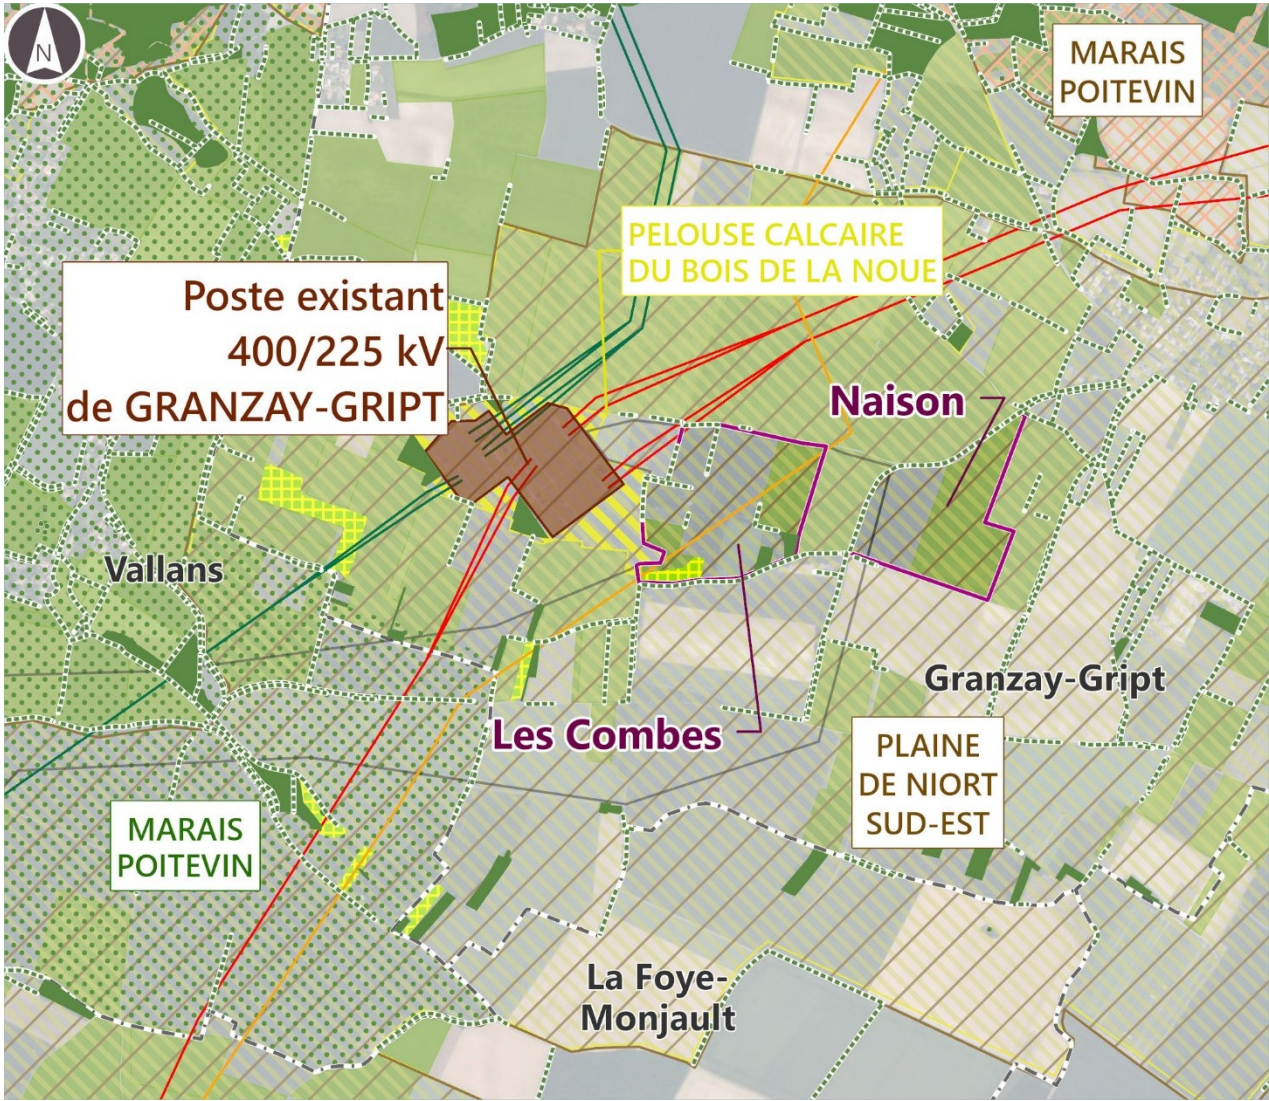 N
MARAIS
POITEVIN
PELOUSE CALCAIRE
DU BOIS DE LA NOUE
Poste existant
400/225 kV
de GRANZAY-GRIPT
Naison
Vallans
Granzay-Gript
Les Combes
PLAINE
DE NIORT
SUD-EST
MARAIS
POITEVIN
La Foye-
Monjault